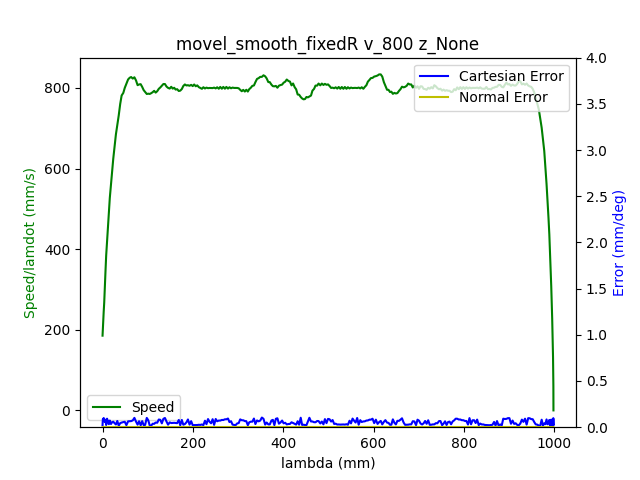 movel_smooth_fixedR v_800 z_None
Speed/lamdot (mm/s)
800
600
400
200
0
4.0
3.5
3.0
2.5
2.0
1.5
1.0
0.5
0.0
Error (mm/deg)
Cartesian Error
Normal Error
Speed
0 200 400 600 800 1000
lambda (mm)